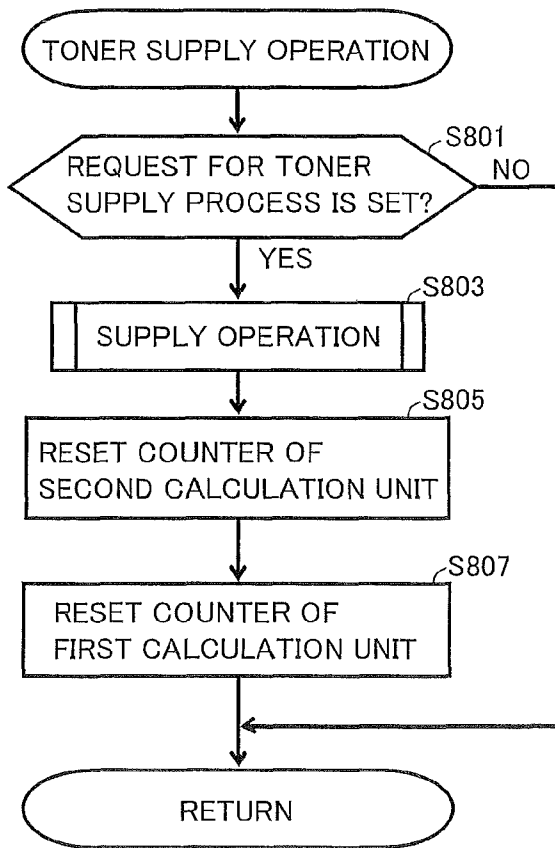 TONER SUPPLY OPERATION
S801
REQUEST FOR TONER
SUPPLY PROCESS IS SET?
NO
YES
S803
SUPPLY OPERATION
S805
RESET COUNTER OF
SECOND CALCULATION UNIT
S807
RESET COUNTER OF
FIRST CALCULATION UNIT
RETURN